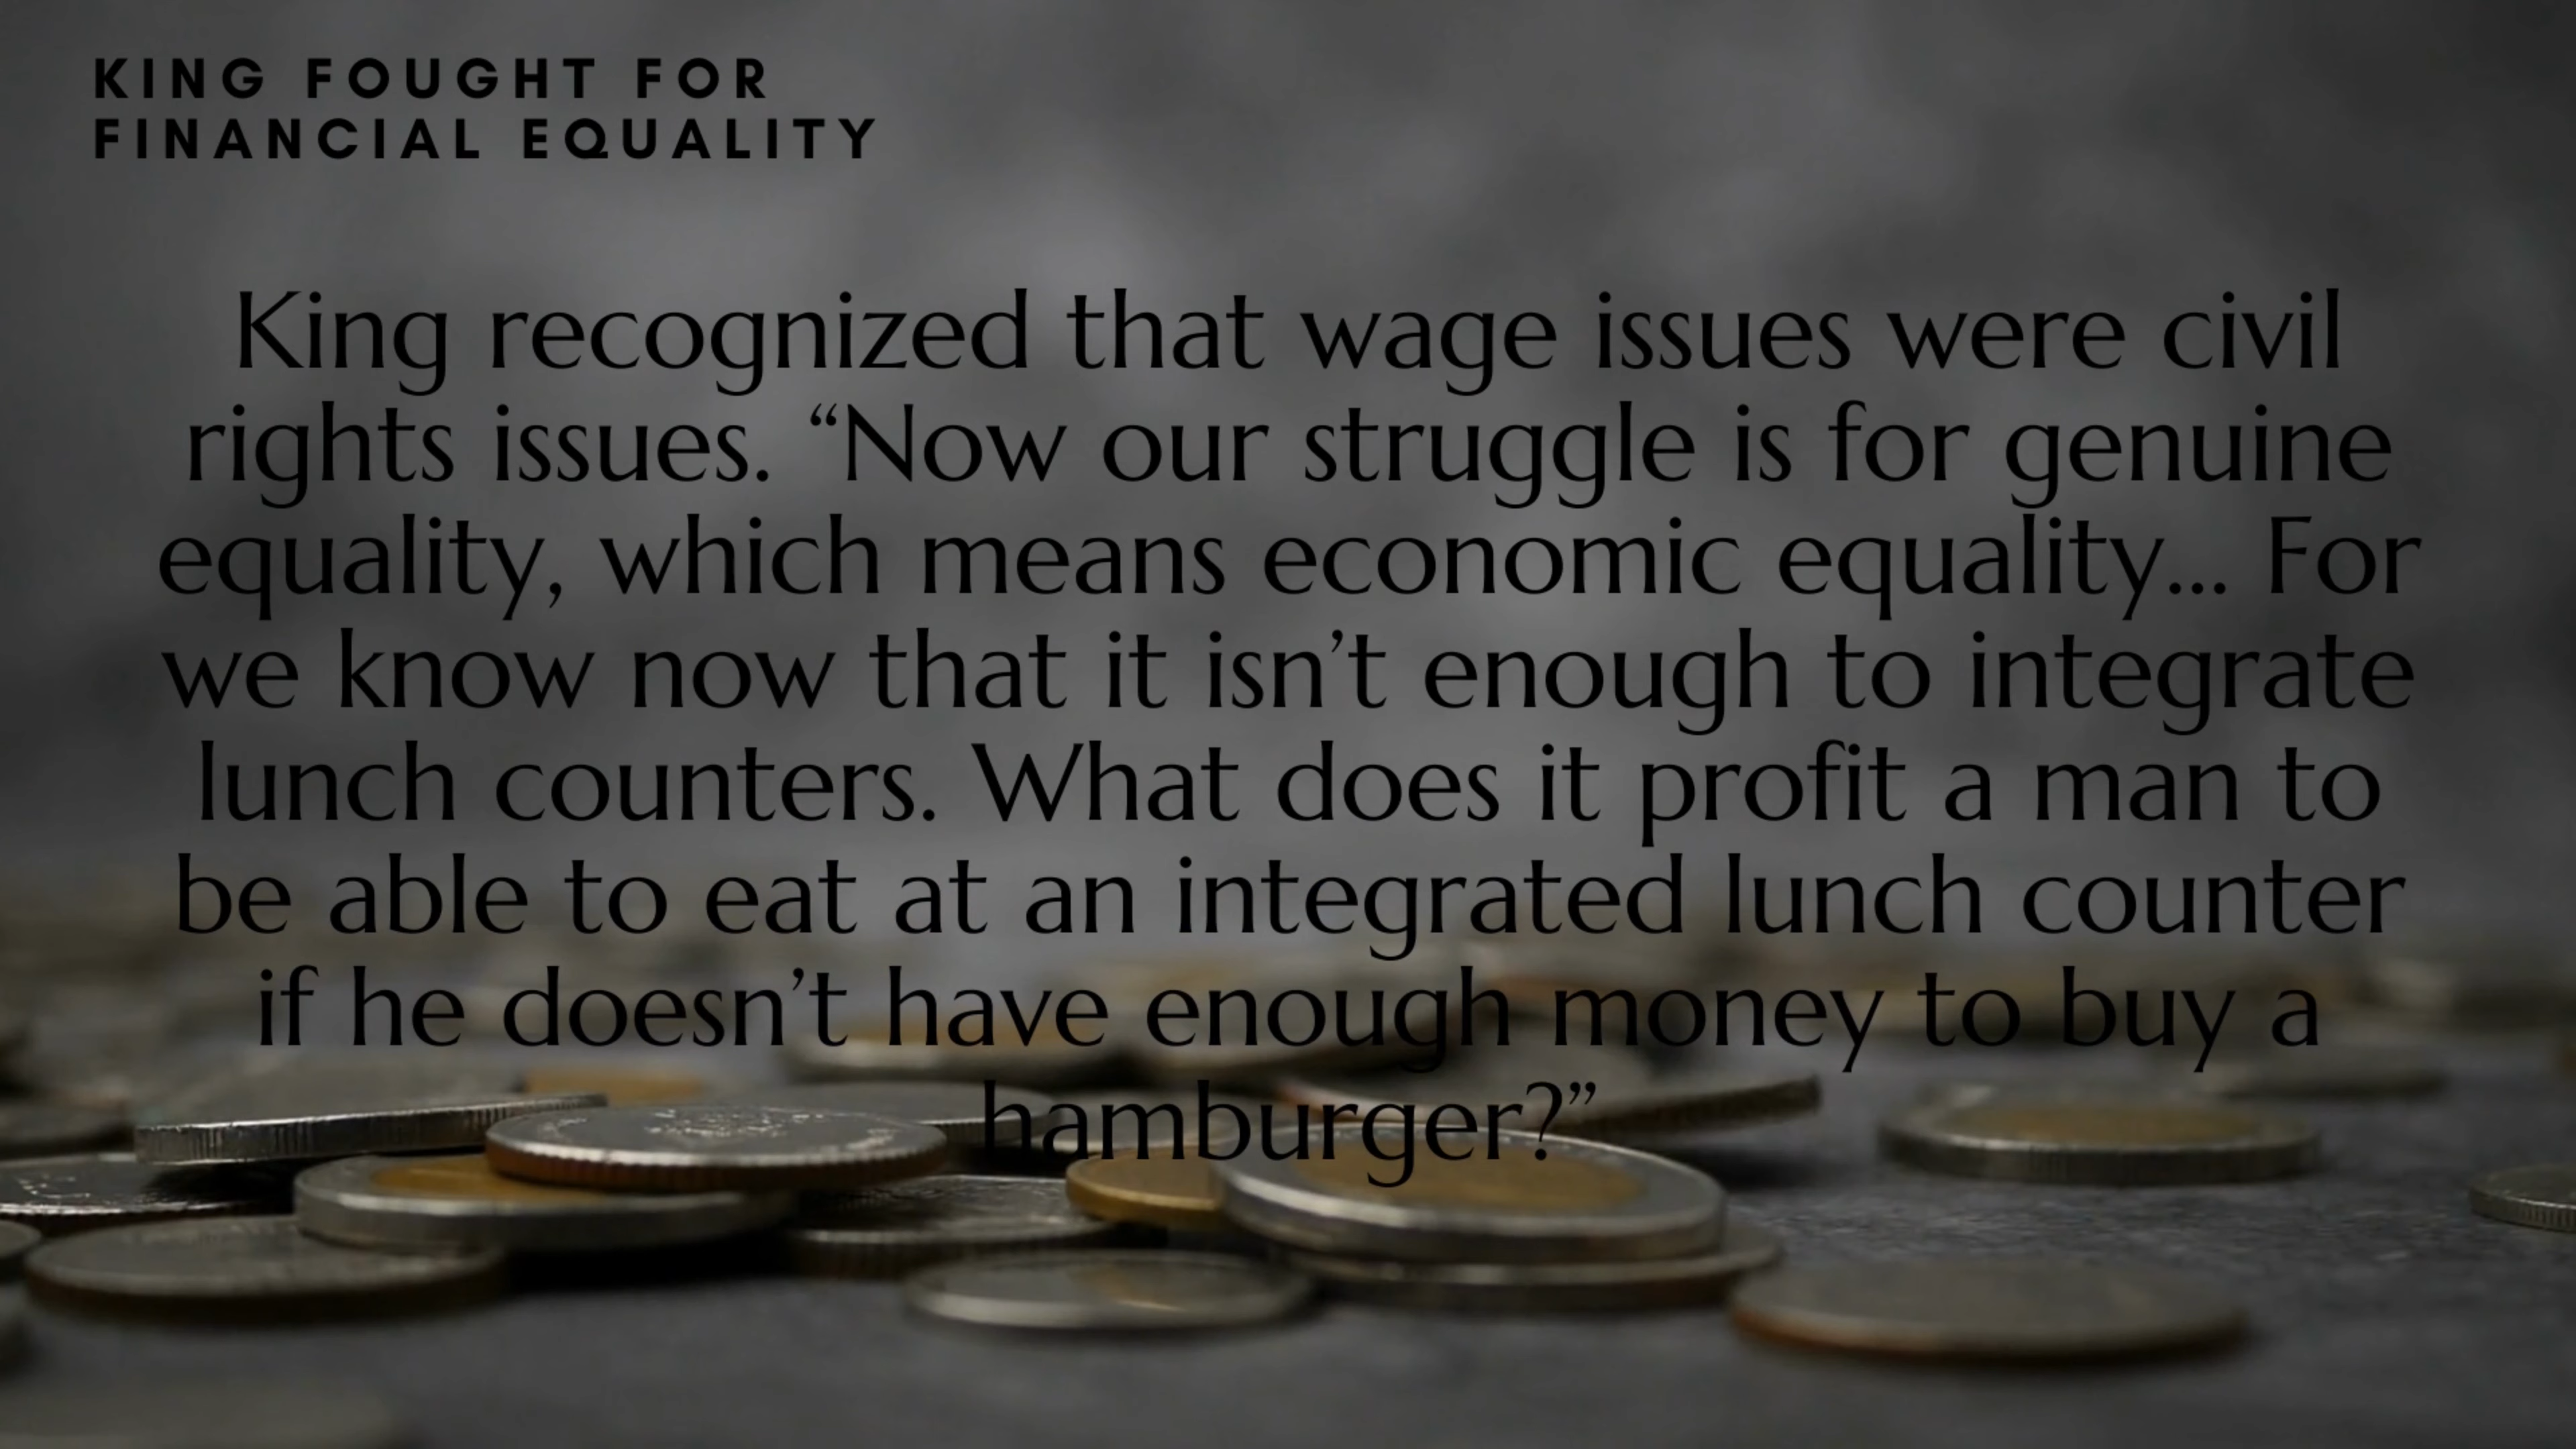 KING FOUGHT FOR
FINANCIAL EQUALITY
King recognized that wage issues were civil
rights issues. “Now our struggle is for genuine
equality, which means economic equality... For
we know now that it isn’t enough to integrate
lunch counters. What does it profit a man to
be able to eat at an integrated lunch counter
if he doesn’t have enough money to buy a
hamburger?”